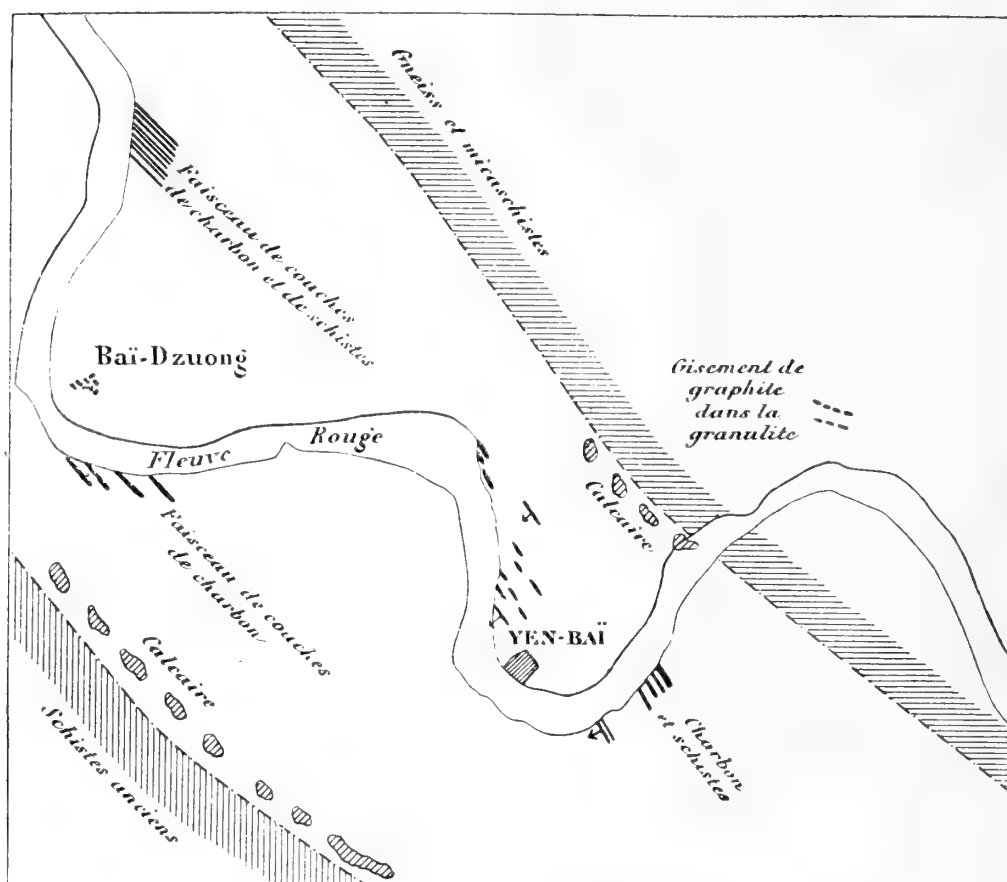 Gneiss et micaschistes
Faisceau de couches
de charbon et de schistes
Baï-Dzuong
Gisement de
graphite
dans la
granulite
Fleuve Rouge
Calcaire
Faisceau de couches
de charbon
YEN-BAÏ
Calcaire
Schistes anciens
Charbon
et schistes